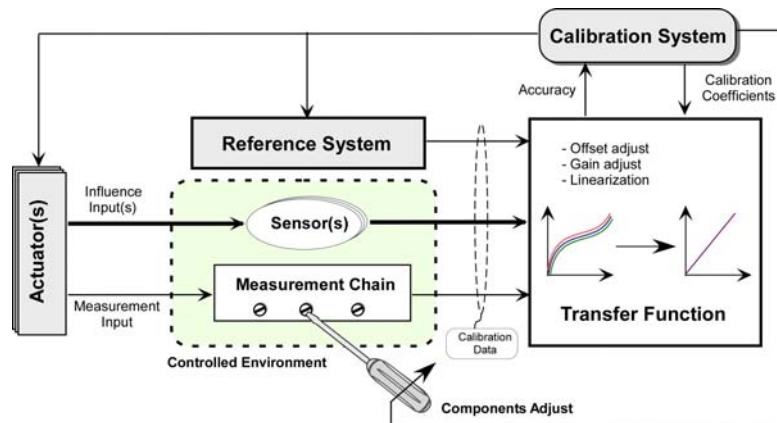 Calibration System
Accuracy
Calibration
Coefficients
Reference System
- Offset adjust
- Gain adjust
- Linearization
Actuator(s)
Influence
Input(s)
Sensor(s)
Measurement Chain
Measurement
Input
Transfer Function
Calibration
Data
Controlled Environment
Components Adjust